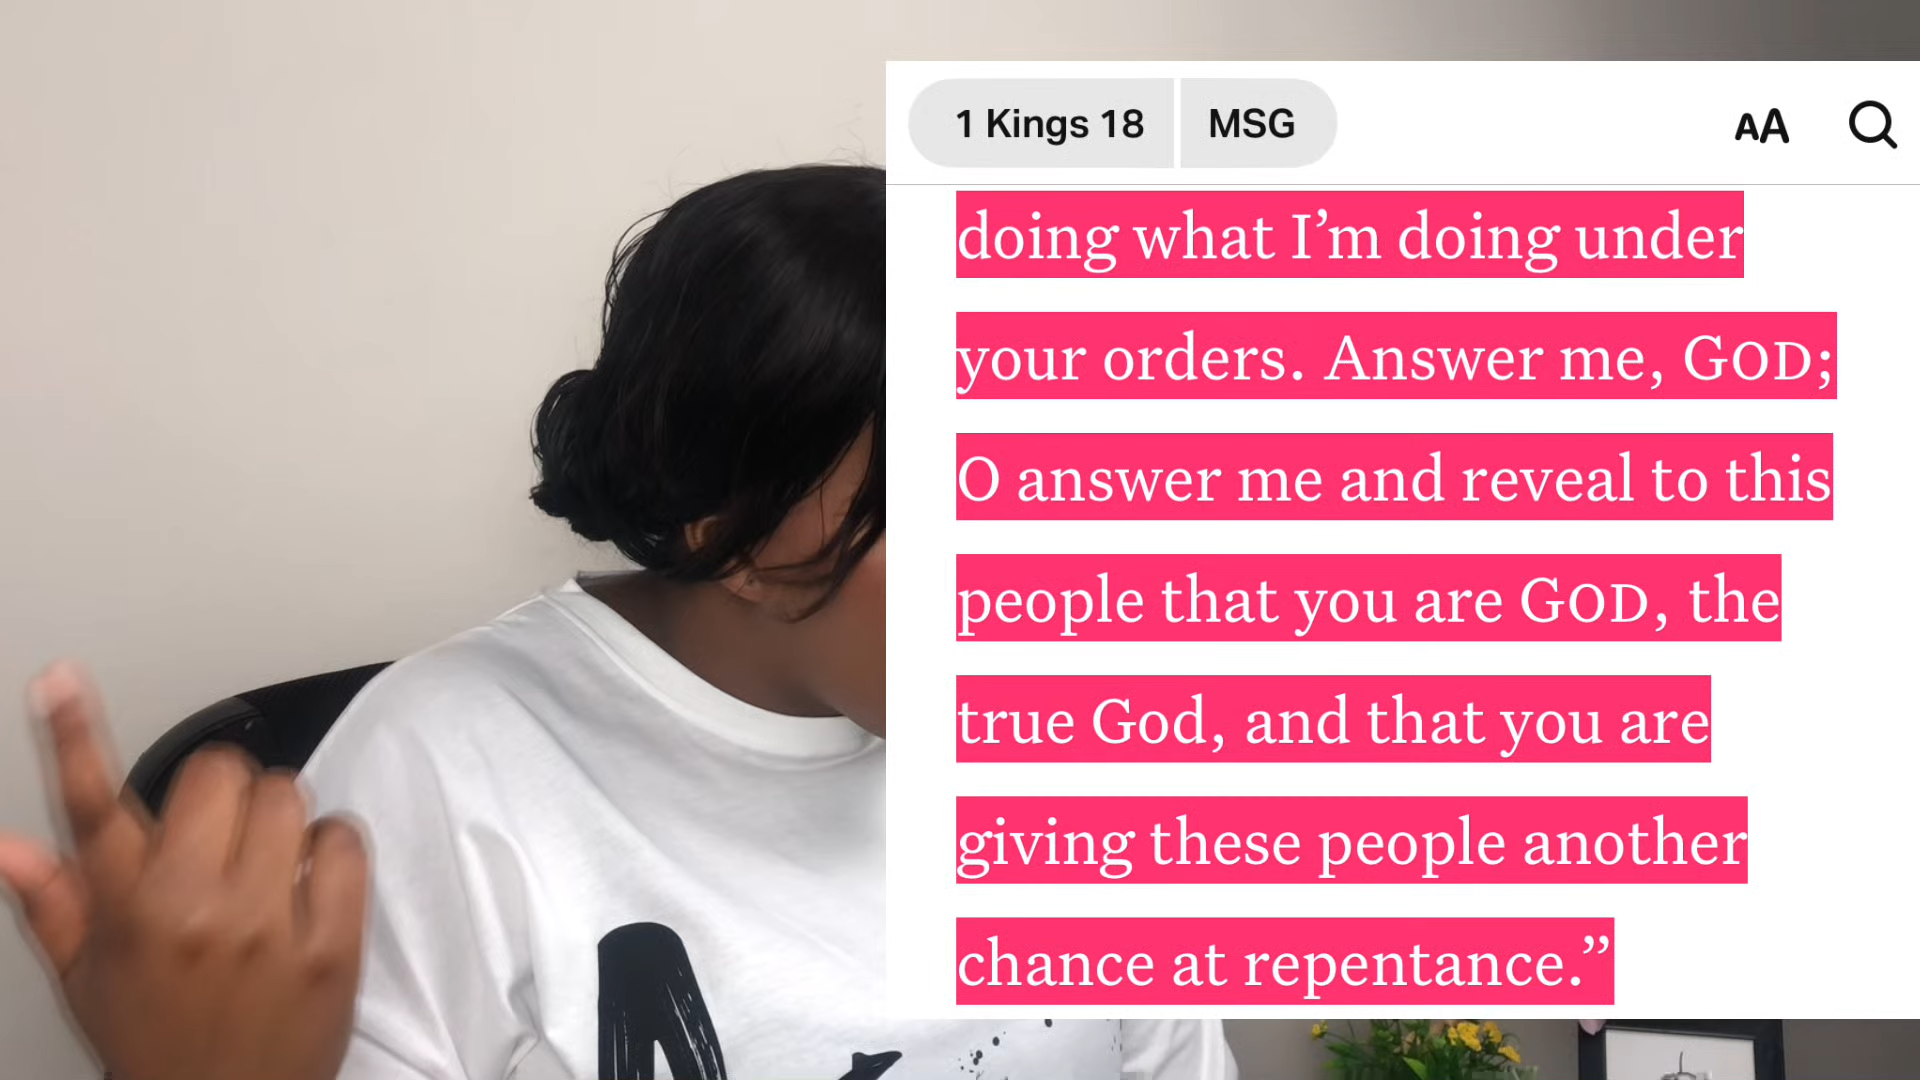 1 Kings 18 MSG AA
doing what I’m doing under
your orders. Answer me, GOD;
O answer me and reveal to this
people that you are GOD, the
true God, and that you are
giving these people another
chance at repentance.”